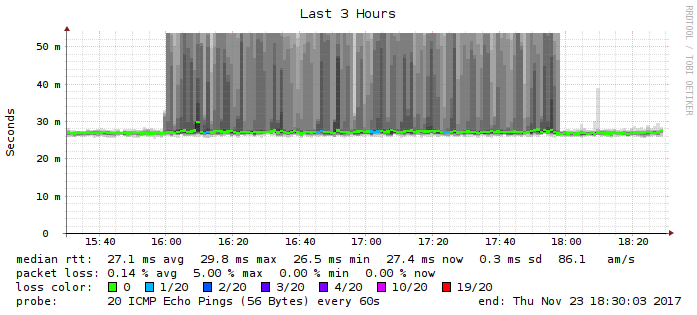 Last 3 Hours
RRDTOOL / TOBI OETIKER
Seconds
50 m
40 m
30 m
20 m
10 m
0
15:40 16:00 16:20 16:40 17:00 17:20 17:40 18:00 18:20
median rtt: 27.1 ms avg 29.8 ms max 26.5 ms min 27.4 ms now 0.3 ms sd 86.1 am/s
packet loss: 0.14 % avg 5.00 % max 0.00 % min 0.00 % now
loss color: 0 1/20 2/20 3/20 4/20 10/20 19/20
probe: 20 ICMP Echo Pings (56 Bytes) every 60s end: Thu Nov 23 18:30:03 2017